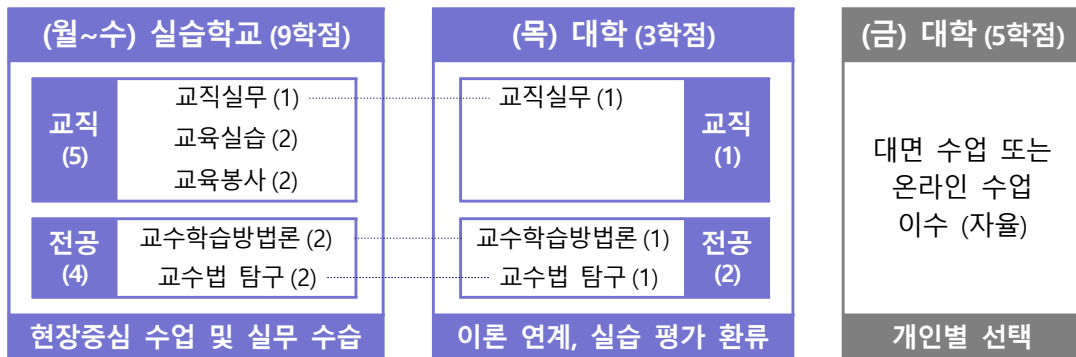 (월~수) 실습학교 (9학점)
교직
(5)
교직실무 (1)
교육실습 (2)
교육봉사 (2)
전공
(4)
교수학습방법론 (2)
교수법 탐구 (2)
현장중심 수업 및 실무 수습
(목) 대학 (3학점)
교직실무 (1)
교직
(1)
교수학습방법론 (1)
교수법 탐구 (1)
전공
(2)
이론 연계, 실습 평가 환류
(금) 대학 (5학점)
대면 수업 또는
온라인 수업
이수 (자율)
개인별 선택